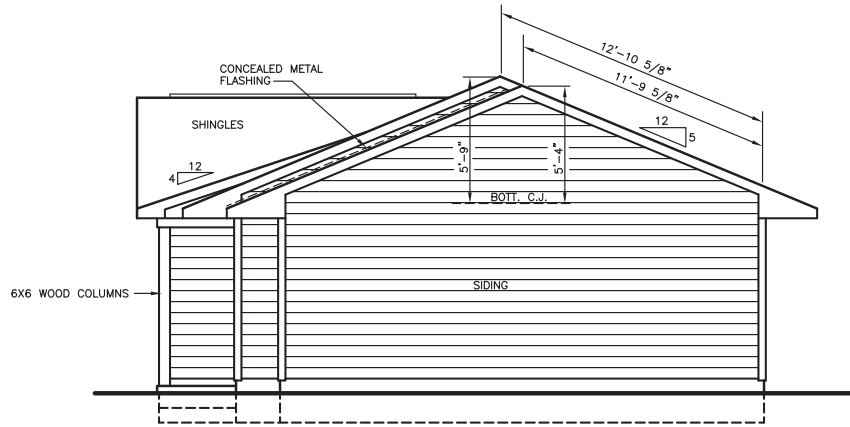 12'-10 5/8"
11'-9 5/8"
CONCEALED METAL
FLASHING
SHINGLES
12
5
12
4
5'-9"
5'-4"
BOTT. C.J.
SIDING
6X6 WOOD COLUMNS